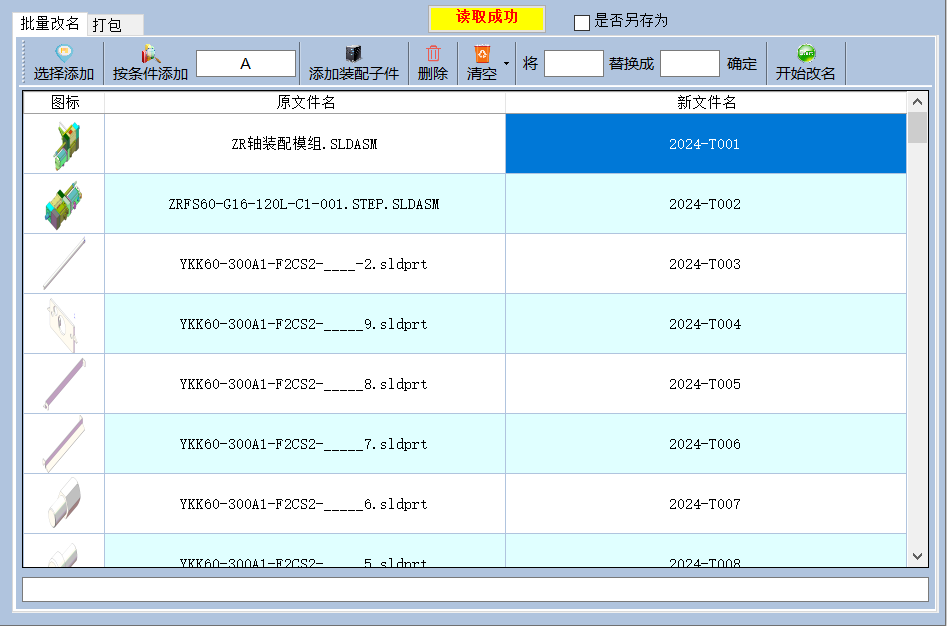 批量改名 打包 读取成功 是否另存为
选择添加 按条件添加 A 添加装配子件 删除 清空 将 替换成 确定 开始改名
图标 原文件名 新文件名
ZR轴装配模组.SLDASM 2024-T001
ZRFS60-G16-120L-C1-001.STEP.SLDASM 2024-T002
YKK60-300A1-F2CS2-____-2.sldprt 2024-T003
YKK60-300A1-F2CS2-_____9.sldprt 2024-T004
YKK60-300A1-F2CS2-_____8.sldprt 2024-T005
YKK60-300A1-F2CS2-_____7.sldprt 2024-T006
YKK60-300A1-F2CS2-_____6.sldprt 2024-T007
YKK60-300A1-F2CS2-_____5.sldprt 2024-T008